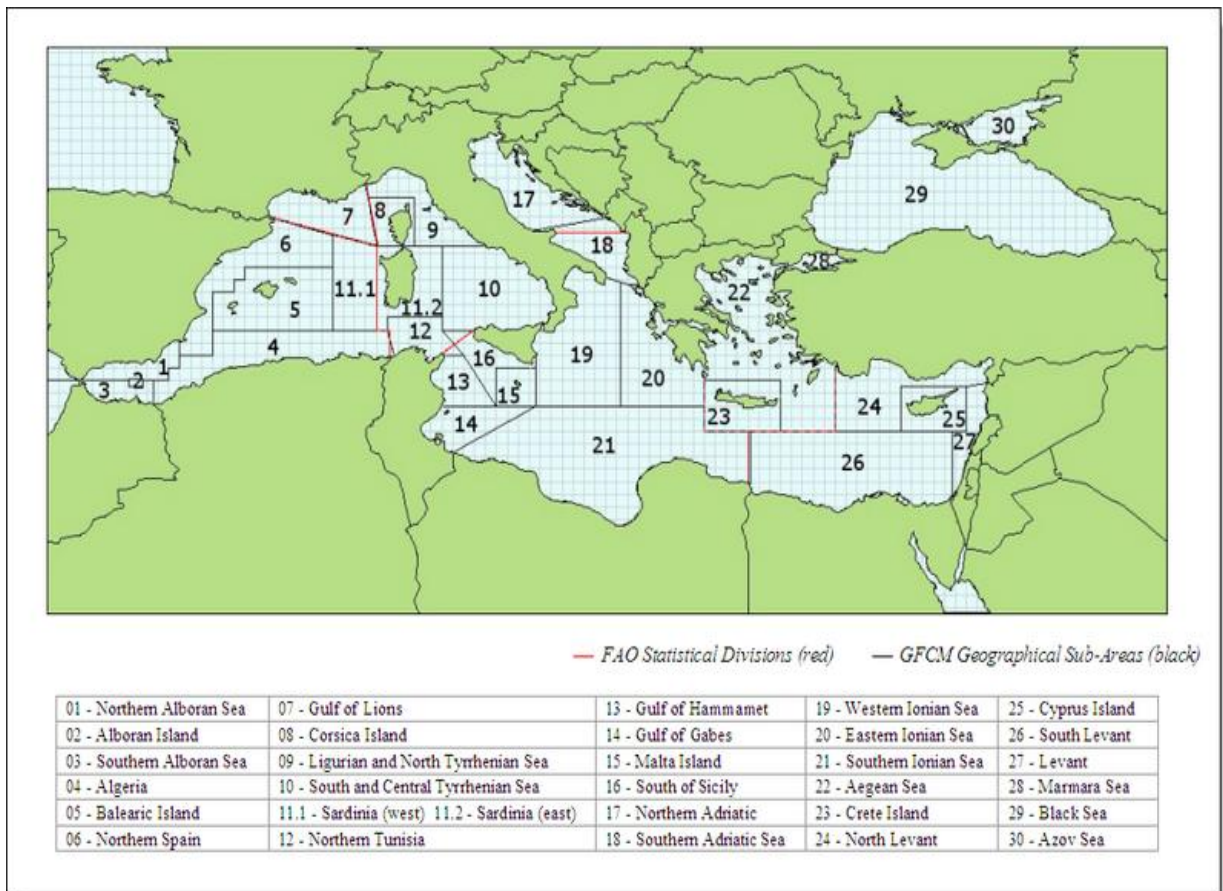 30
29
17
8
7
9
6
18
28
22
11.1
10
5
11.2
12
4
19
16
1
2
3
13
20
15
24
23
25
14
27
21
26
FAO Statistical Divisions (red)
GFCM Geographical Sub-Areas (black)
01 - Northern Alboran Sea
07 - Gulf of Lions
13 - Gulf of Hammamet
19 - Western Ionian Sea
25 - Cyprus Island
02 - Alboran Island
08 - Corsica Island
14 - Gulf of Gabes
20 - Eastern Ionian Sea
26 - South Levant
03 - Southern Alboran Sea
09 - Ligurian and North Tyrrhenian Sea
15 - Malta Island
21 - Southern Ionian Sea
27 - Levant
04 - Algeria
10 - South and Central Tyrrhenian Sea
16 - South of Sicily
22 - Aegean Sea
28 - Marmara Sea
05 - Balearic Island
11.1 - Sardinia (west) 11.2 - Sardinia (east)
17 - Northern Adriatic
23 - Crete Island
29 - Black Sea
06 - Northern Spain
12 - Northern Tunisia
18 - Southern Adriatic Sea
24 - North Levant
30 - Azov Sea